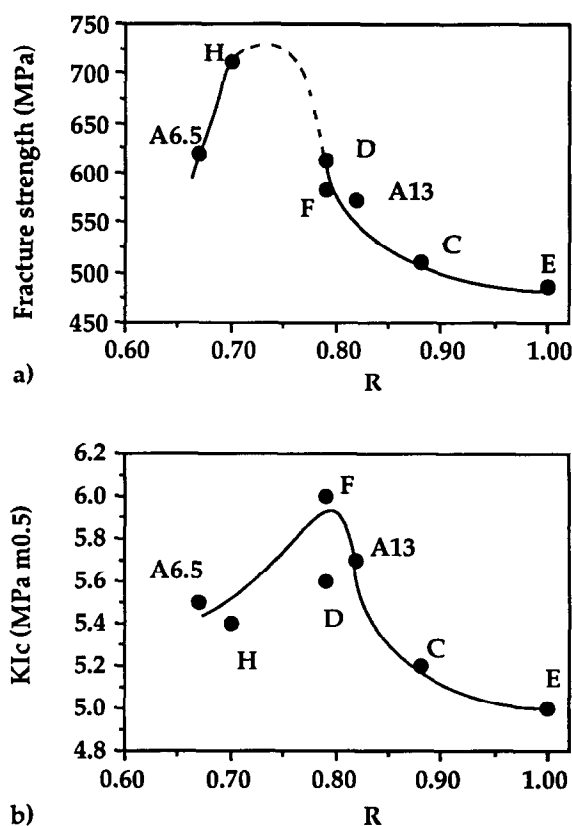 Fracture strength (MPa)
750
700
650
600
550
500
450
H
A6.5
D
F
A13
C
E
0.60 0.70 0.80 0.90 1.00
R
a)
KIc (MPa m0.5)
6.2
6.0
5.8
5.6
5.4
5.2
5.0
4.8
F
A6.5
A13
D
H
C
E
0.60 0.70 0.80 0.90 1.00
R
b)